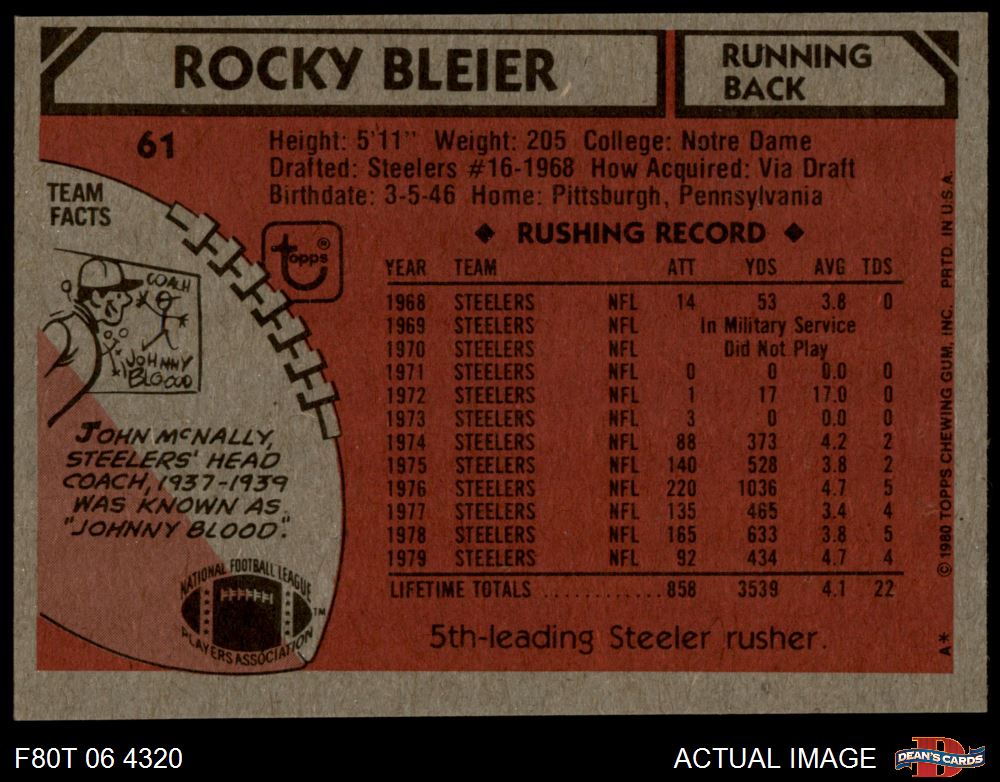 ROCKY BLEIER
RUNNING
BACK
61
Height: 5'11" Weight: 205 College: Notre Dame
Drafted: Steelers #16-1968 How Acquired: Via Draft
Birthdate: 3-5-46 Home: Pittsburgh, Pennsylvania
TEAM
FACTS
COACH
JOHNNY
BLOOD
JOHN McNALLY,
STEELERS' HEAD
COACH, 1937-1939
WAS KNOWN AS
"JOHNNY BLOOD".
NATIONAL FOOTBALL LEAGUE
PLAYERS ASSOCIATION
TM
topps®
◆ RUSHING RECORD ◆
YEAR TEAM ATT YDS AVG TDS
1968 STEELERS NFL 14 53 3.8 0
1969 STEELERS NFL In Military Service
1970 STEELERS NFL Did Not Play
1971 STEELERS NFL 0 0 0.0 0
1972 STEELERS NFL 1 17 17.0 0
1973 STEELERS NFL 3 0 0.0 0
1974 STEELERS NFL 88 373 4.2 2
1975 STEELERS NFL 140 528 3.8 2
1976 STEELERS NFL 220 1036 4.7 5
1977 STEELERS NFL 135 465 3.4 4
1978 STEELERS NFL 165 633 3.8 5
1979 STEELERS NFL 92 434 4.7 4
LIFETIME TOTALS ............ 858 3539 4.1 22
5th-leading Steeler rusher.
A* © 1980 TOPPS CHEWING GUM, INC. PRTD. IN U.S.A.
F80T 06 4320
ACTUAL IMAGE
D
DEAN'S CARDS